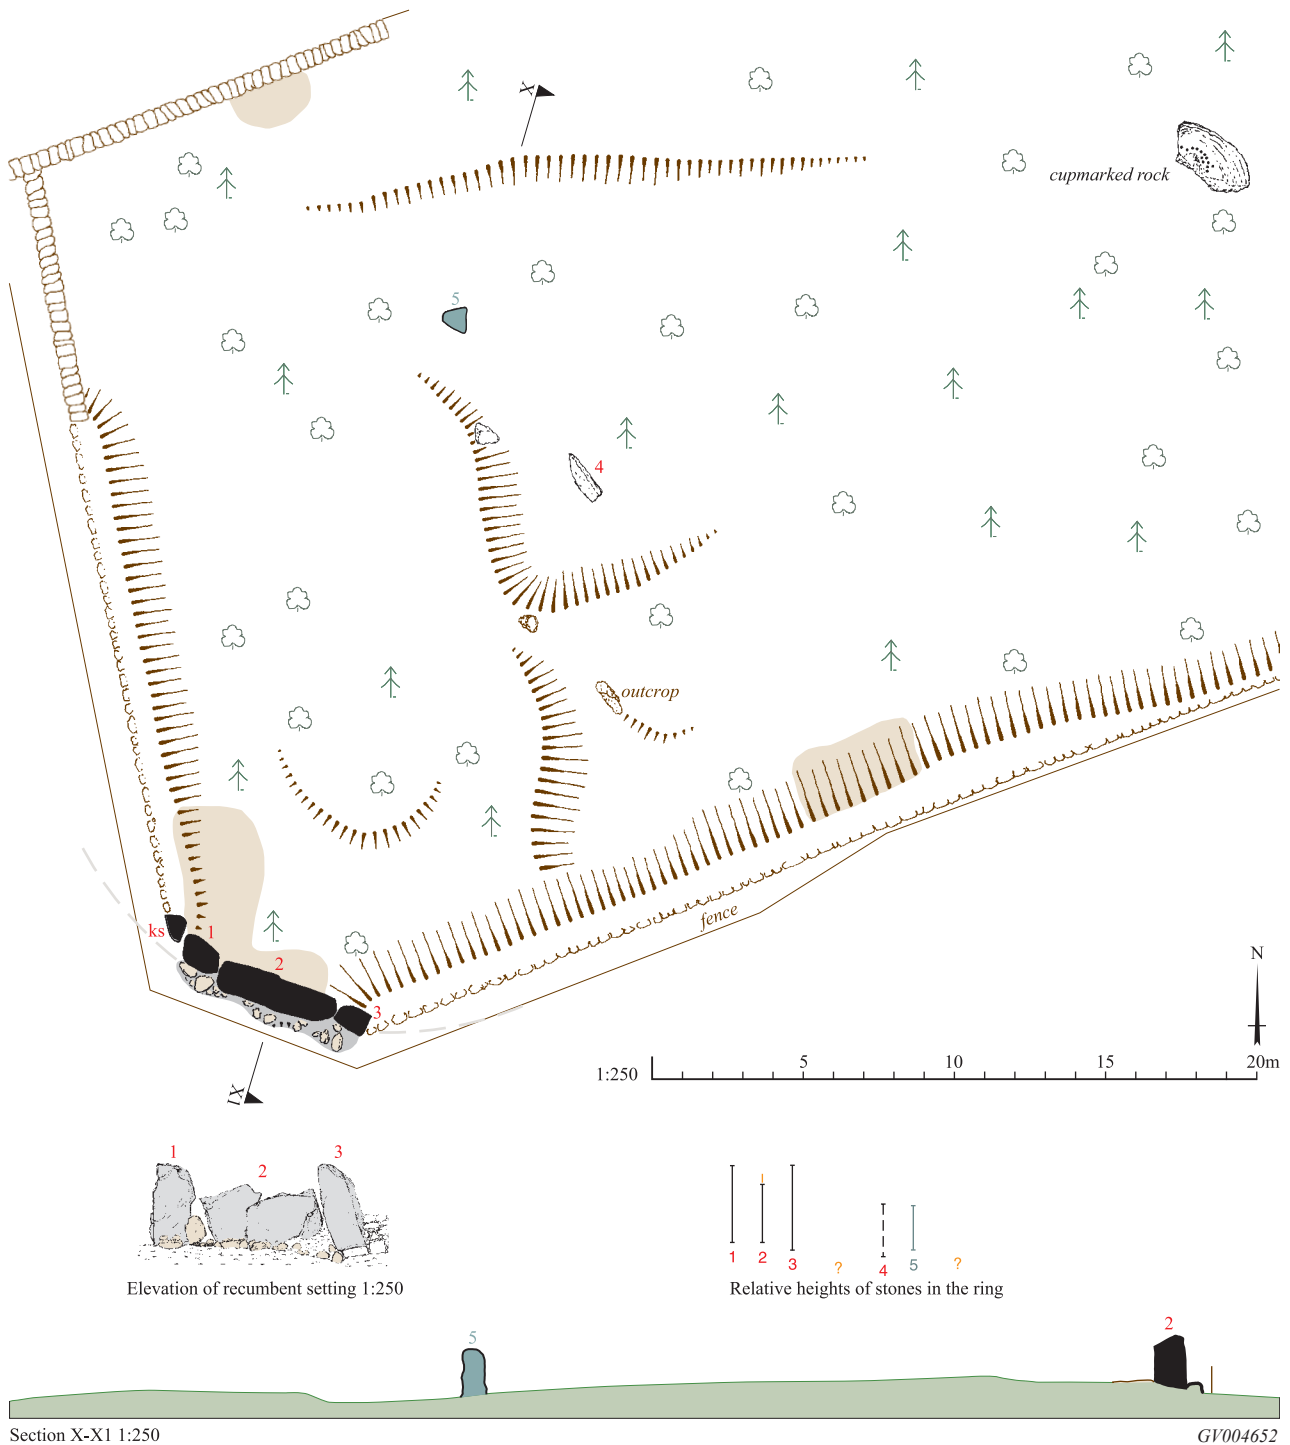 X
cupmarked rock
5
4
outcrop
ks
1
2
3
fence
N
1:250
5
10
15
20m
X1
1
2
3
1
2
3
?
4
5
?
Elevation of recumbent setting 1:250
Relative heights of stones in the ring
5
2
Section X-X1 1:250
GV004652